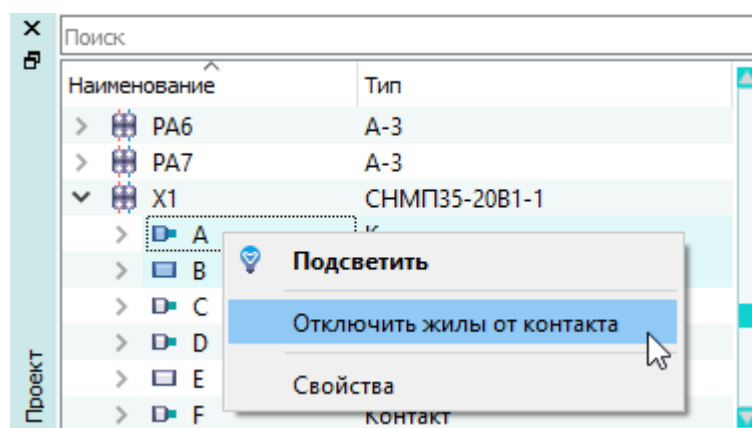 Поиск
Наименование Тип
PA6 А-3
PA7 А-3
X1 СНМП35-20В1-1
A
B
Подсветить
C
Отключить жилы от контакта
D
E
Свойства
F Контакт
Проект